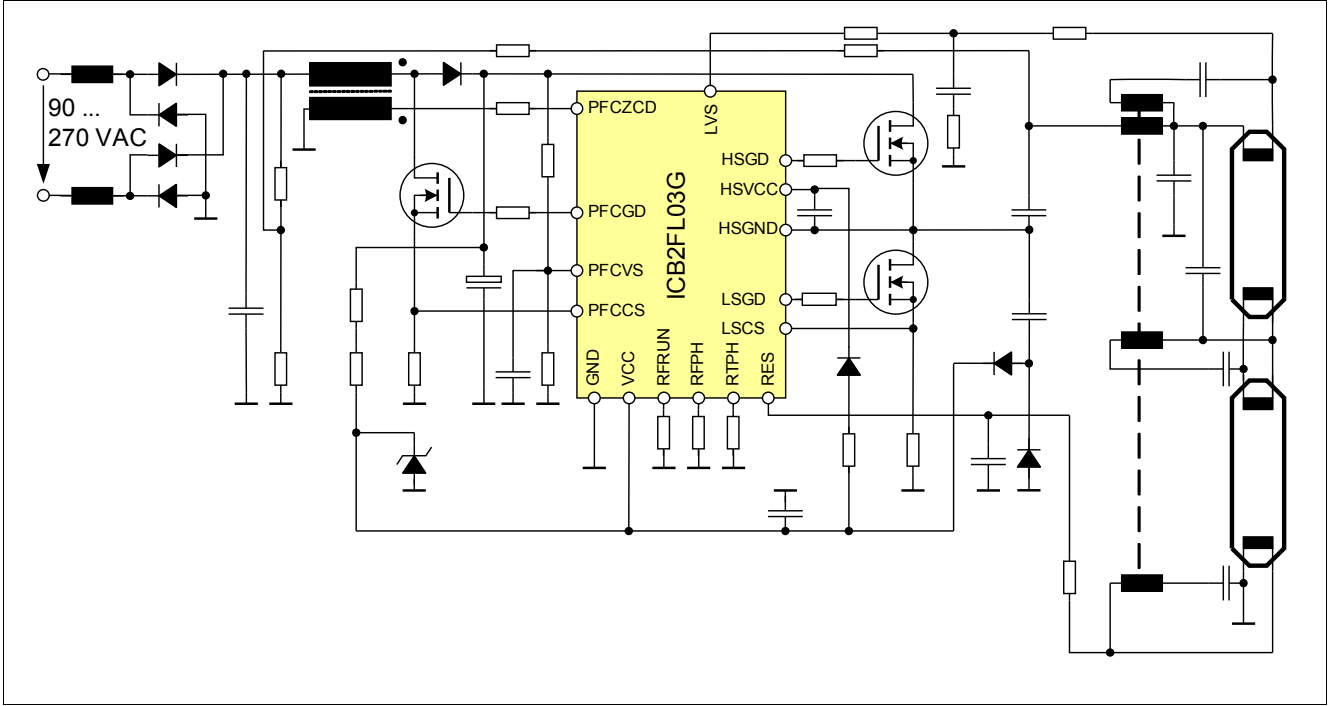 90 ...
270 VAC
PFCZCD
PFCGD
PFCVS
PFCCS
LVS
ICB2FL03G
HSGD
HSVCC
HSGND
LSGD
LSCS
GND
VCC
RFRUN
RFPH
RTPH
RES